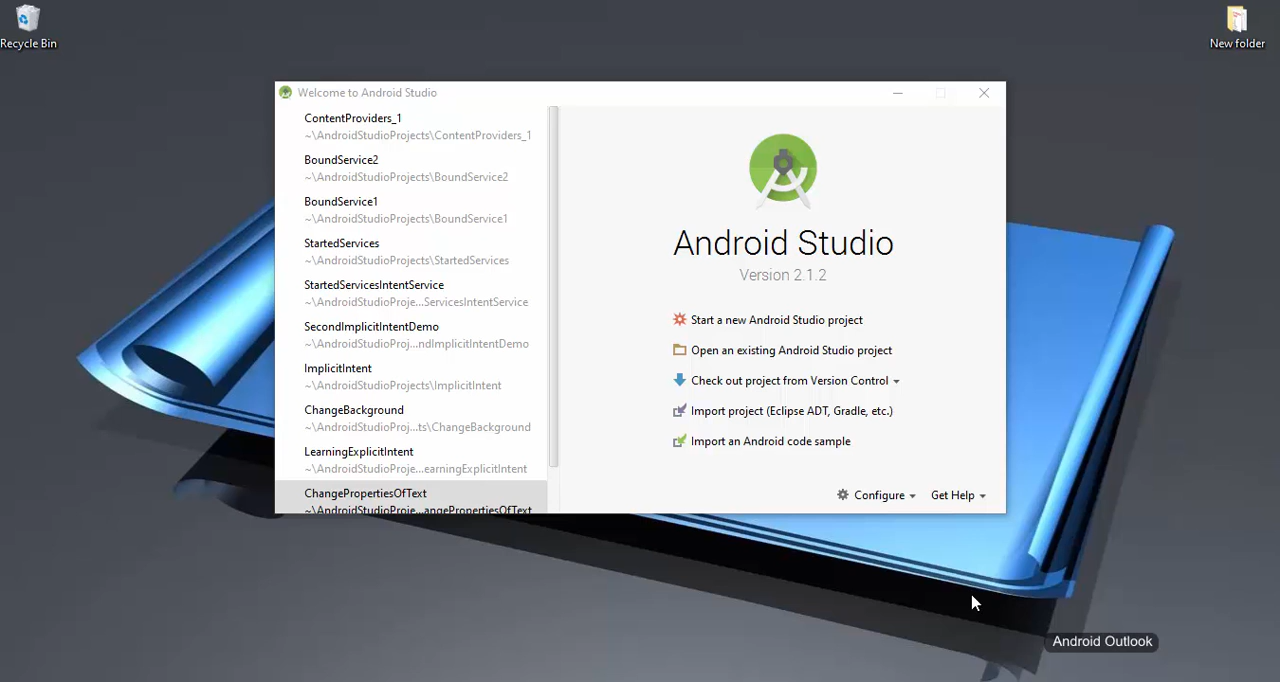 Recycle Bin
New folder
Welcome to Android Studio
ContentProviders_1
~\AndroidStudioProjects\ContentProviders_1
BoundService2
~\AndroidStudioProjects\BoundService2
BoundService1
~\AndroidStudioProjects\BoundService1
StartedServices
~\AndroidStudioProjects\StartedServices
StartedServicesIntentService
~\AndroidStudioProje...ServicesIntentService
SecondImplicitIntentDemo
~\AndroidStudioProj...ndImplicitIntentDemo
ImplicitIntent
~\AndroidStudioProjects\ImplicitIntent
ChangeBackground
~\AndroidStudioProj...ts\ChangeBackground
LearningExplicitIntent
~\AndroidStudioProje...earningExplicitIntent
ChangePropertiesOfText
~\AndroidStudioProje...angePropertiesOfText
Android Studio
Version 2.1.2
Start a new Android Studio project
Open an existing Android Studio project
Check out project from Version Control
Import project (Eclipse ADT, Gradle, etc.)
Import an Android code sample
Configure
Get Help
Android Outlook